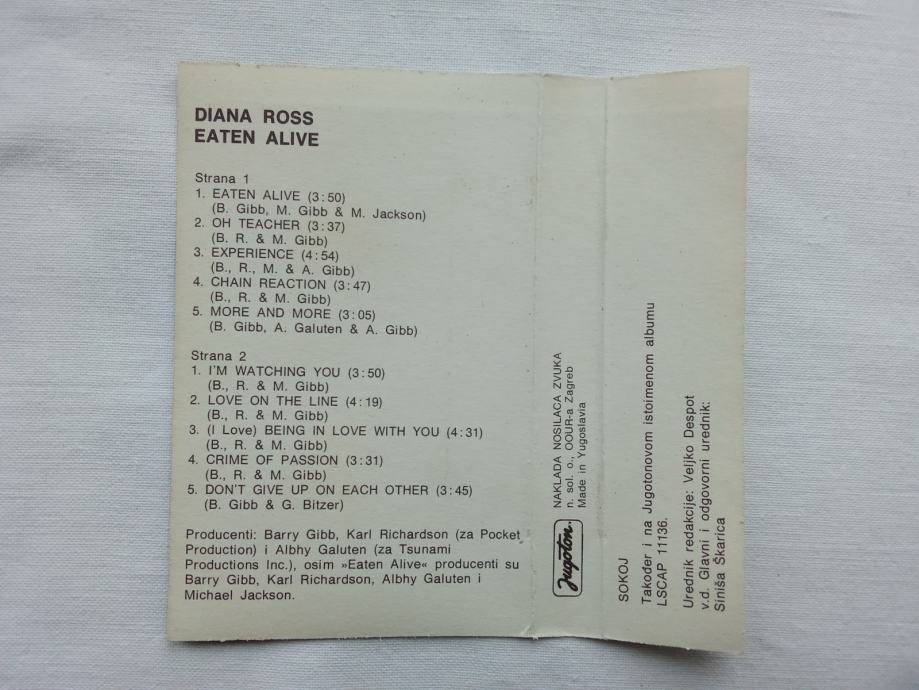 DIANA ROSS
EATEN ALIVE
Strana 1
1. EATEN ALIVE (3:50)
(B. Gibb, M. Gibb & M. Jackson)
2. OH TEACHER (3:37)
(B. R. & M. Gibb)
3. EXPERIENCE (4:54)
(B., R., M. & A. Gibb)
4. CHAIN REACTION (3:47)
(B., R. & M. Gibb)
5. MORE AND MORE (3:05)
(B. Gibb, A. Galuten & A. Gibb)
Strana 2
1. I'M WATCHING YOU (3:50)
(B., R. & M. Gibb)
2. LOVE ON THE LINE (4:19)
(B., R. & M. Gibb)
3. (I Love) BEING IN LOVE WITH YOU (4:31)
(B., R. & M. Gibb)
4. CRIME OF PASSION (3:31)
(B., R. & M. Gibb)
5. DON'T GIVE UP ON EACH OTHER (3:45)
(B. Gibb & G. Bitzer)
Producenti: Barry Gibb, Karl Richardson (za Pocket
Production) i Albhy Galuten (za Tsunami
Productions Inc.), osim »Eaten Alive« producenti su
Barry Gibb, Karl Richardson, Albhy Galuten i
Michael Jackson.
Jugoton
NAKLADA NOSILACA ZVUKA
n. sol. o., OOUR-a Zagreb
Made in Yugoslavia
SOKOJ
Također i na Jugotonovom istoimenom albumu
LSCAP 11136.
Urednik redakcije: Veljko Despot
v.d. Glavni i odgovorni urednik:
Siniša Škarica